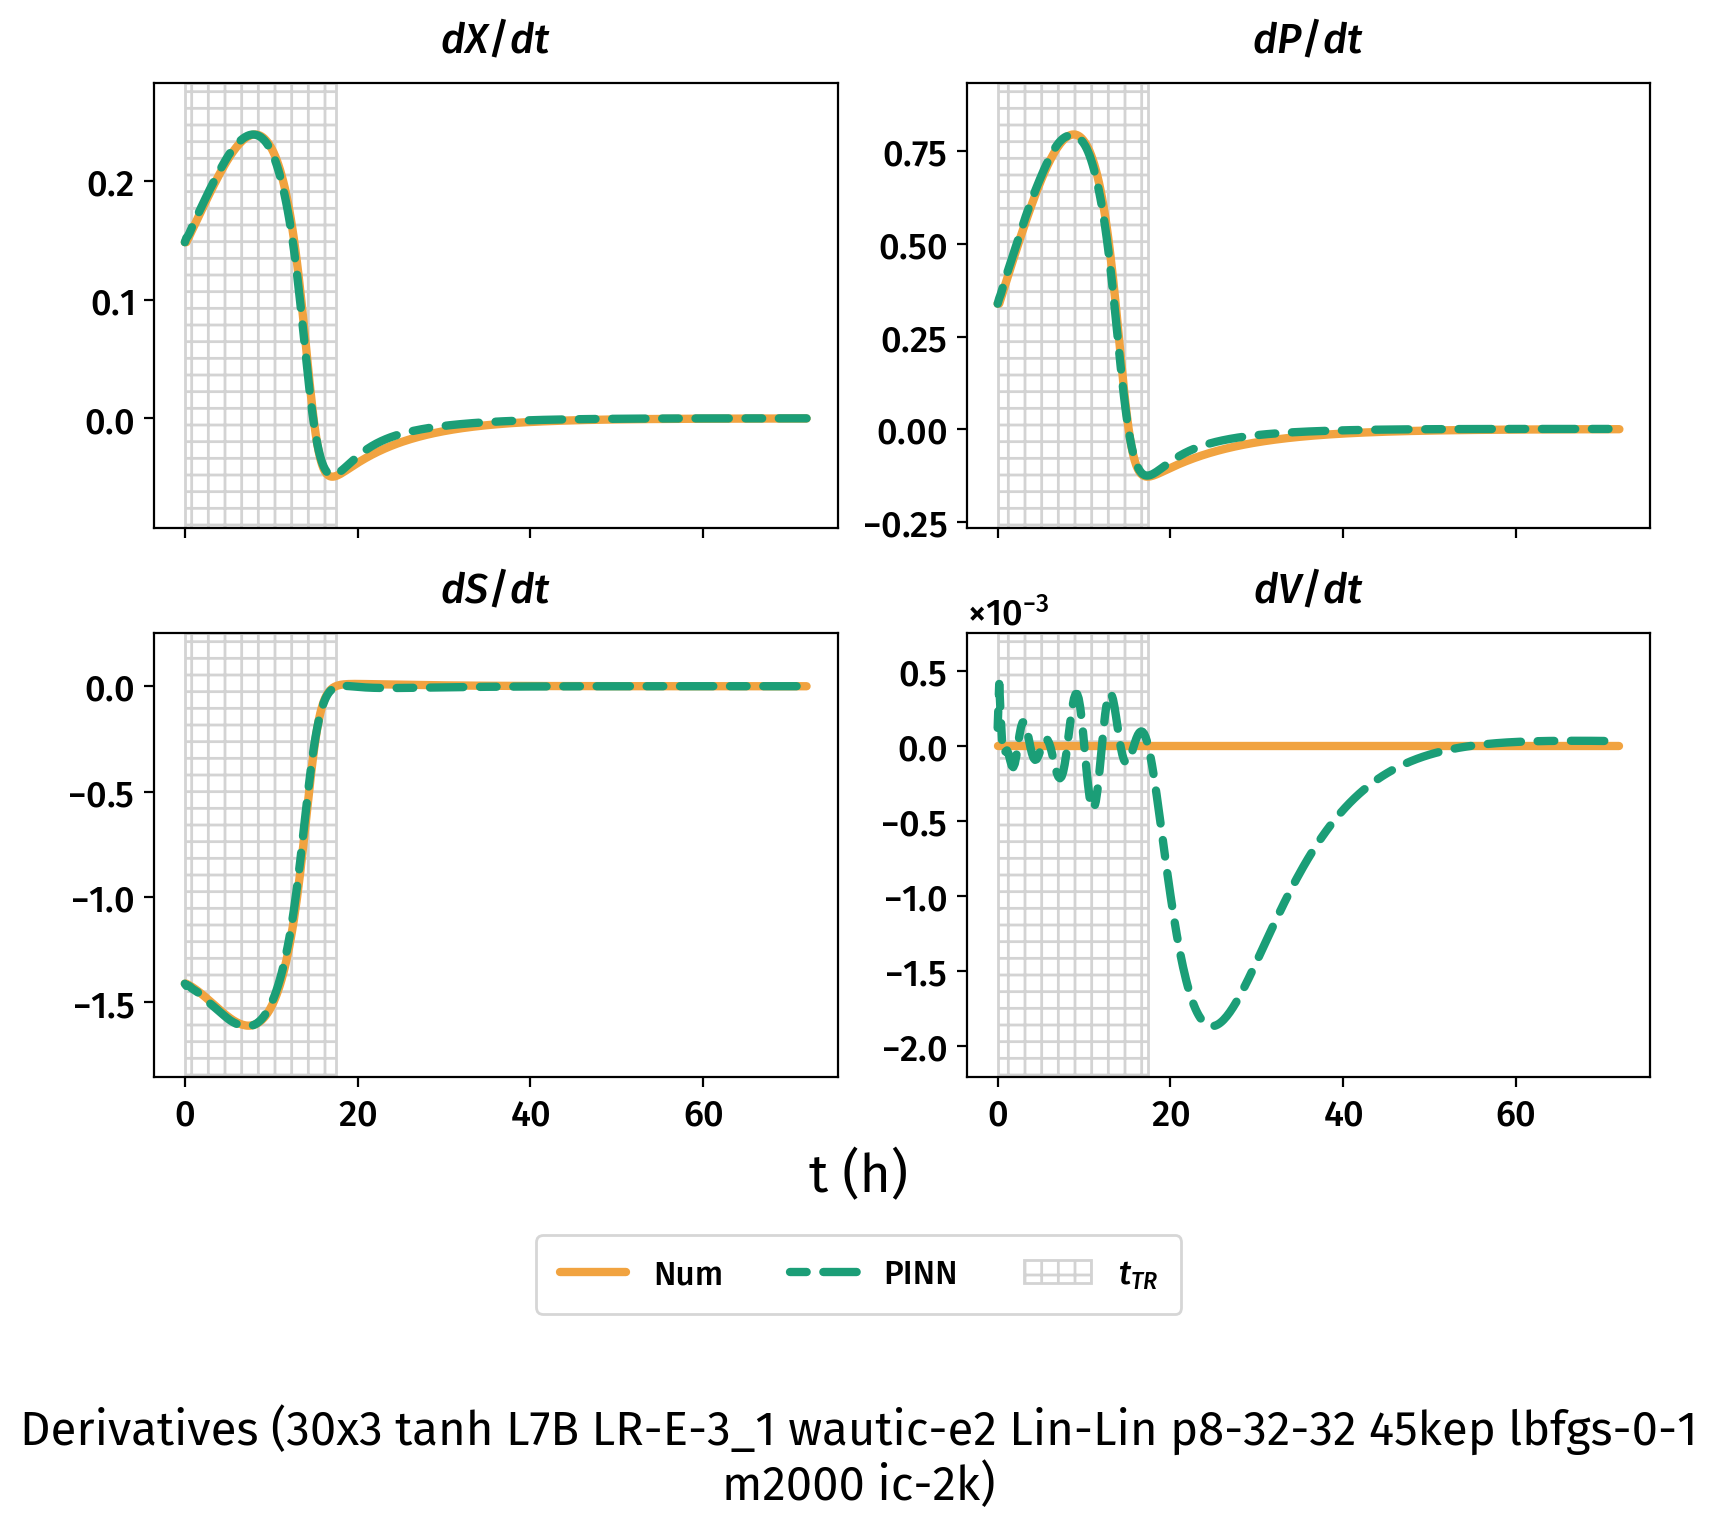 dX/dt
dP/dt
0.2
0.1
0.0
0.75
0.50
0.25
0.00
−0.25
dS/dt
dV/dt
×10⁻³
0.0
−0.5
−1.0
−1.5
0.5
0.0
−0.5
−1.0
−1.5
−2.0
0 20 40 60
0 20 40 60
t (h)
Num PINN t_TR
Derivatives (30x3 tanh L7B LR-E-3_1 wautic-e2 Lin-Lin p8-32-32 45kep lbfgs-0-1
m2000 ic-2k)